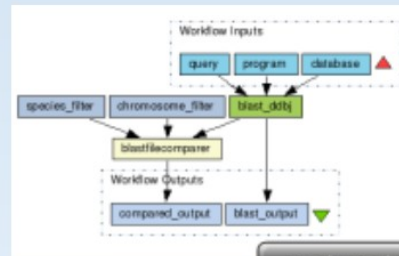 Workflow Inputs
query program database
species_filter chromosome_filter blast_ddbj
blastfilecomparer
Workflow Outputs
compared_output blast_output